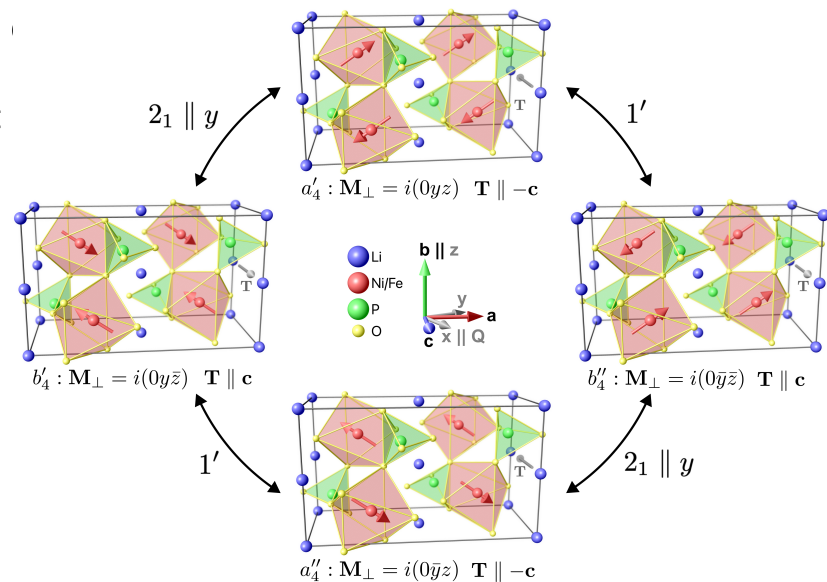 T
2₁ ∥ y
1′
a′₄ : M⊥ = i(0yz) T ∥ −c
T
Li
Ni/Fe
P
O
b ∥ z
y
a
c
x ∥ Q
T
b′₄ : M⊥ = i(0yz̄) T ∥ c
b″₄ : M⊥ = i(0ȳz̄) T ∥ c
T
1′
2₁ ∥ y
a″₄ : M⊥ = i(0ȳz) T ∥ −c